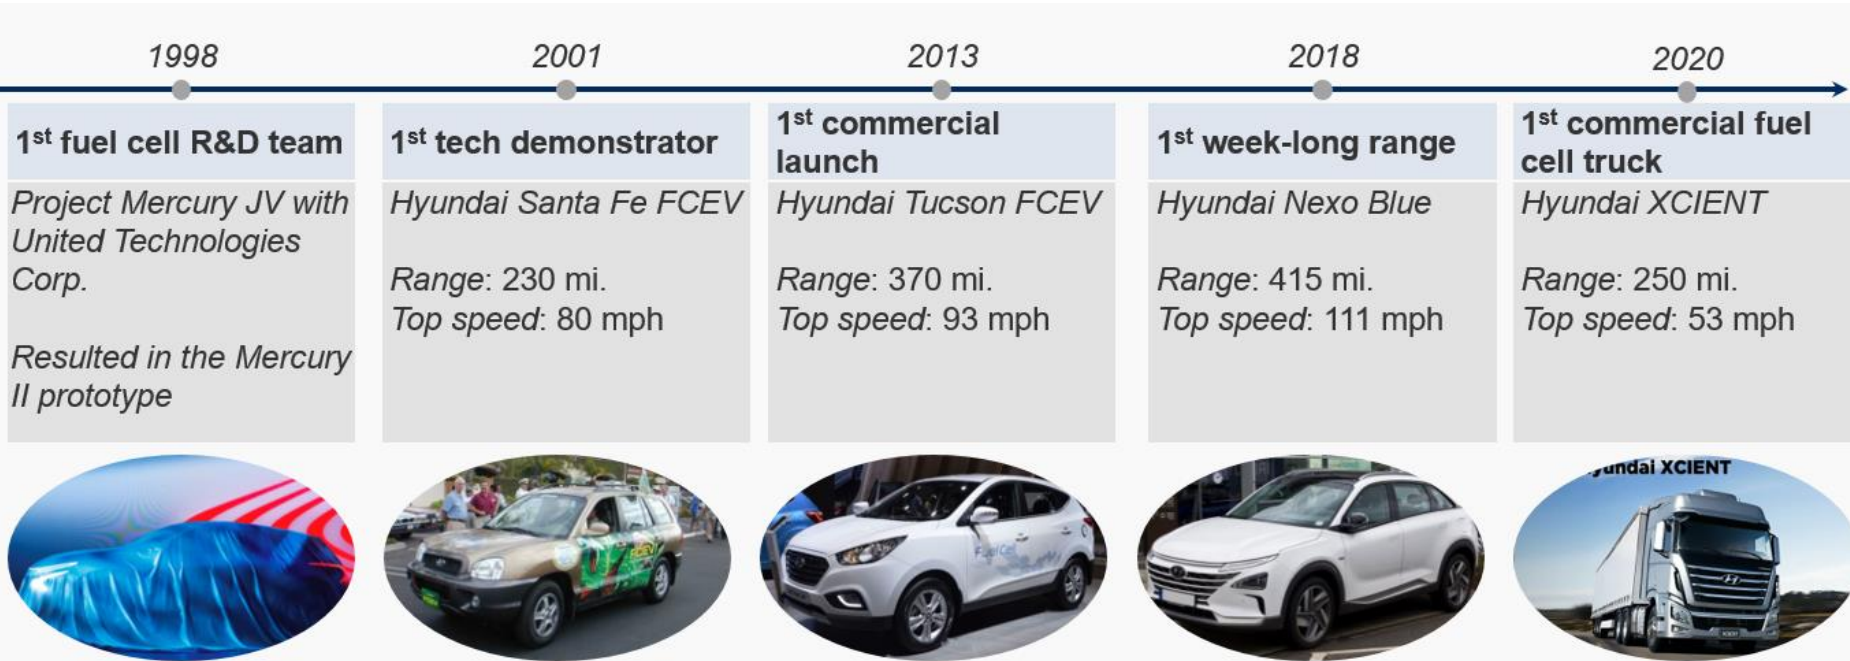 1998
2001
2013
2018
2020
1st fuel cell R&D team
Project Mercury JV with
United Technologies
Corp.
Resulted in the Mercury
II prototype
1st tech demonstrator
Hyundai Santa Fe FCEV
Range: 230 mi.
Top speed: 80 mph
1st commercial
launch
Hyundai Tucson FCEV
Range: 370 mi.
Top speed: 93 mph
1st week-long range
Hyundai Nexo Blue
Range: 415 mi.
Top speed: 111 mph
1st commercial fuel
cell truck
Hyundai XCIENT
Range: 250 mi.
Top speed: 53 mph
FCEV
Fuel Cell
yundai XCIENT
XCIENT